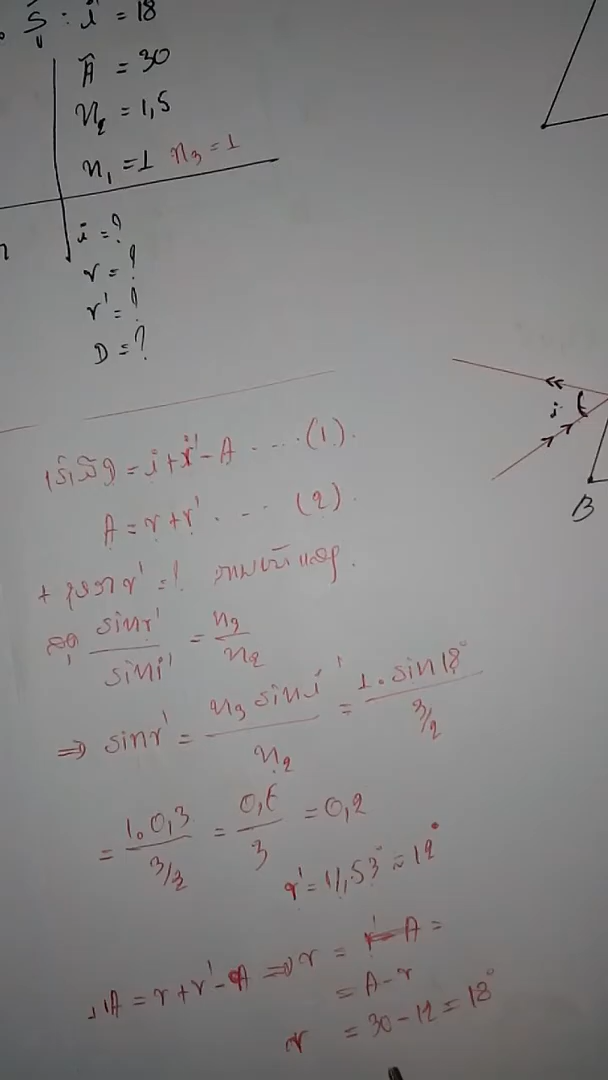 i' = 18
Â = 30
n₂ = 1,5
n₁ = 1 n₃ = 1
i = ?
r = ?
r' = ?
D = ?
= i + i' - A .... (1).
A = r + r' . ... (2).
+ r' = ?
sin r' / sin i' = n₃ / n₂
⇒ sin r' = n₃ sin i' / n₂ = 1. sin 18° / 3/2
= 1.0,3 / 3/2 = 0,6 / 3 = 0,2
r' = 11,53° ≈ 12°
A = r + r' ⇒ r =
= A - r
r = 30 - 12 = 18°
i
B